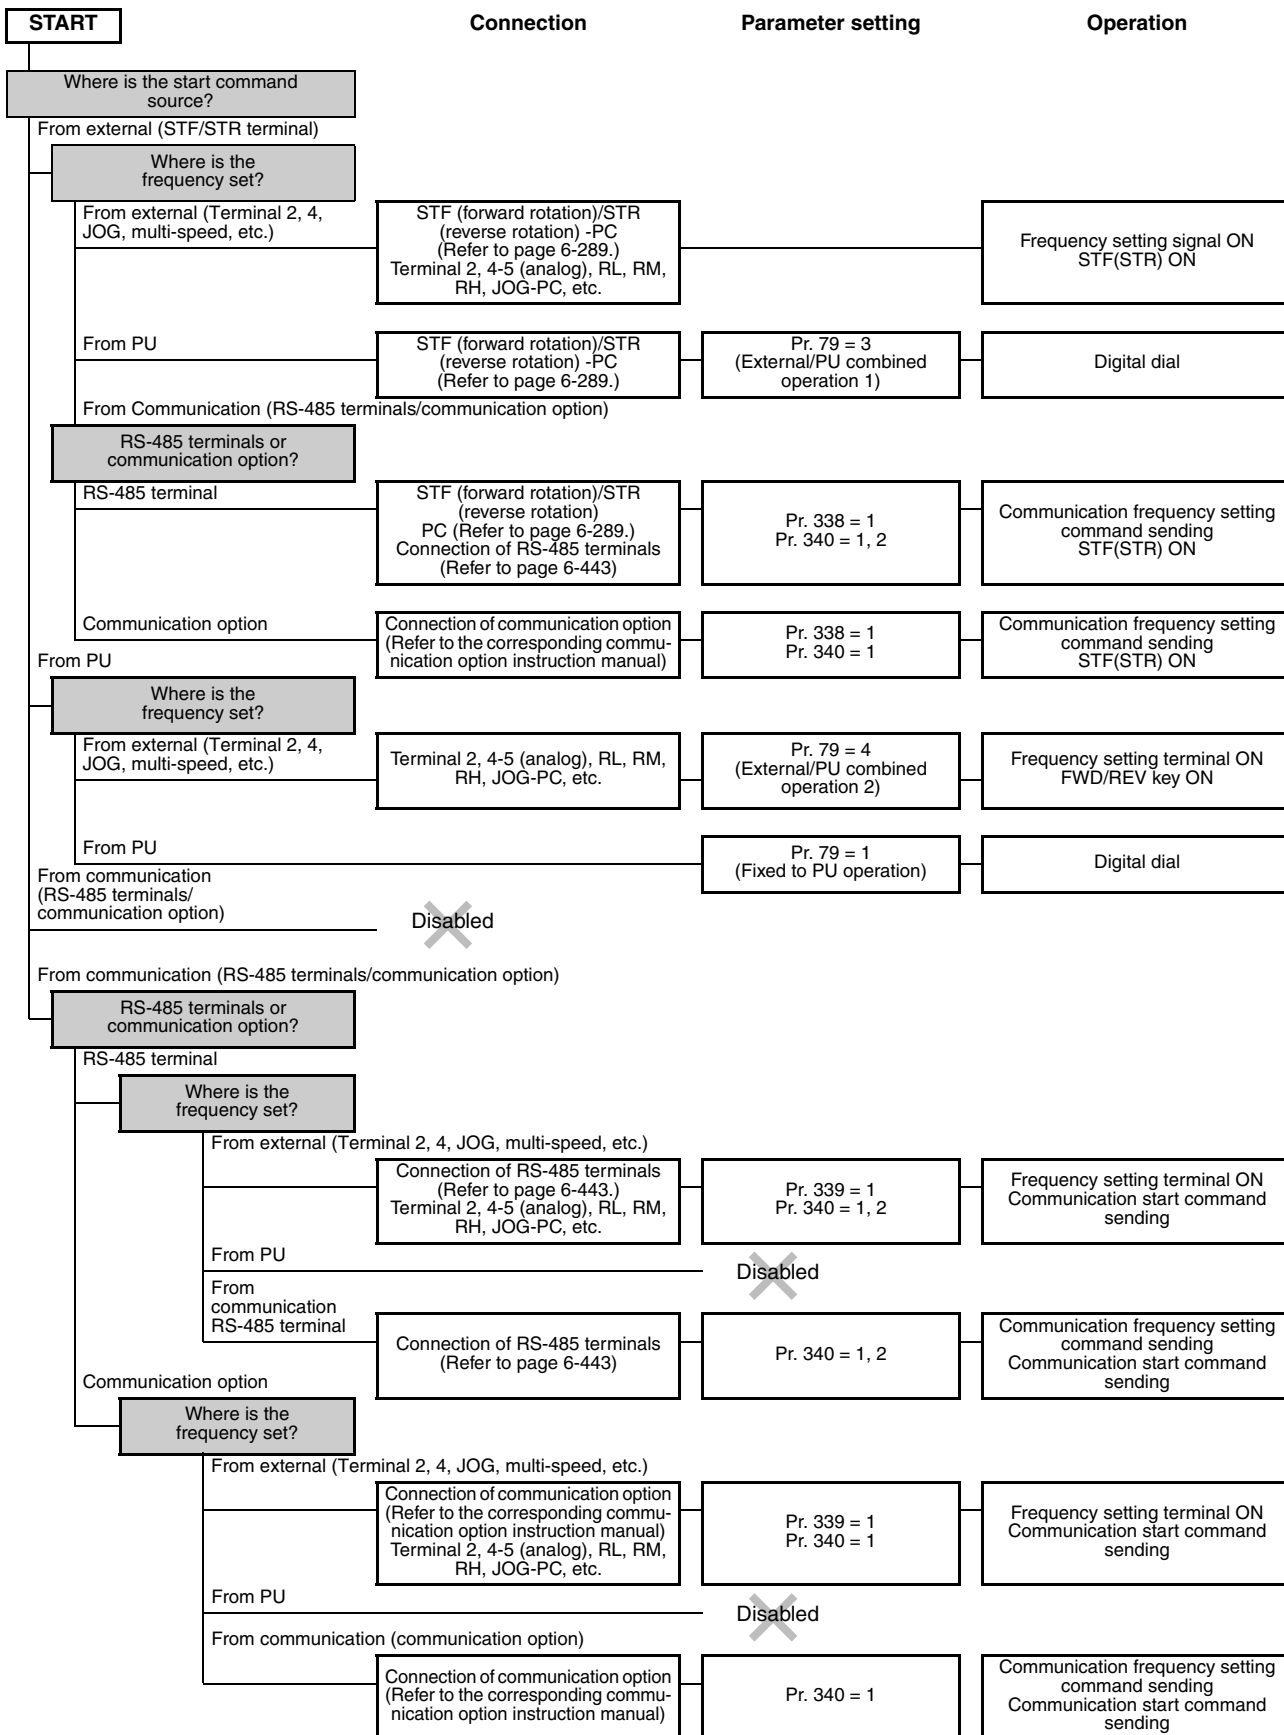 START
Connection
Parameter setting
Operation
Where is the start command
source?
From external (STF/STR terminal)
Where is the
frequency set?
From external (Terminal 2, 4,
JOG, multi-speed, etc.)
STF (forward rotation)/STR
(reverse rotation) -PC
(Refer to page 6-289.)
Terminal 2, 4-5 (analog), RL, RM,
RH, JOG-PC, etc.
Frequency setting signal ON
STF(STR) ON
From PU
STF (forward rotation)/STR
(reverse rotation) -PC
(Refer to page 6-289.)
Pr. 79 = 3
(External/PU combined
operation 1)
Digital dial
From Communication (RS-485 terminals/communication option)
RS-485 terminals or
communication option?
RS-485 terminal
STF (forward rotation)/STR
(reverse rotation)
PC (Refer to page 6-289.)
Connection of RS-485 terminals
(Refer to page 6-443)
Pr. 338 = 1
Pr. 340 = 1, 2
Communication frequency setting
command sending
STF(STR) ON
Communication option
Connection of communication option
(Refer to the corresponding commu-
nication option instruction manual)
Pr. 338 = 1
Pr. 340 = 1
Communication frequency setting
command sending
STF(STR) ON
From PU
Where is the
frequency set?
From external (Terminal 2, 4,
JOG, multi-speed, etc.)
Terminal 2, 4-5 (analog), RL, RM,
RH, JOG-PC, etc.
Pr. 79 = 4
(External/PU combined
operation 2)
Frequency setting terminal ON
FWD/REV key ON
From PU
Pr. 79 = 1
(Fixed to PU operation)
Digital dial
From communication
(RS-485 terminals/
communication option)
Disabled
From communication (RS-485 terminals/communication option)
RS-485 terminals or
communication option?
RS-485 terminal
Where is the
frequency set?
From external (Terminal 2, 4, JOG, multi-speed, etc.)
Connection of RS-485 terminals
(Refer to page 6-443.)
Terminal 2, 4-5 (analog), RL, RM,
RH, JOG-PC, etc.
Pr. 339 = 1
Pr. 340 = 1, 2
Frequency setting terminal ON
Communication start command
sending
From PU
Disabled
From
communication
RS-485 terminal
Connection of RS-485 terminals
(Refer to page 6-443)
Pr. 340 = 1, 2
Communication frequency setting
command sending
Communication start command
sending
Communication option
Where is the
frequency set?
From external (Terminal 2, 4, JOG, multi-speed, etc.)
Connection of communication option
(Refer to the corresponding commu-
nication option instruction manual)
Terminal 2, 4-5 (analog), RL, RM,
RH, JOG-PC, etc.
Pr. 339 = 1
Pr. 340 = 1
Frequency setting terminal ON
Communication start command
sending
From PU
Disabled
From communication (communication option)
Connection of communication option
(Refer to the corresponding commu-
nication option instruction manual)
Pr. 340 = 1
Communication frequency setting
command sending
Communication start command
sending